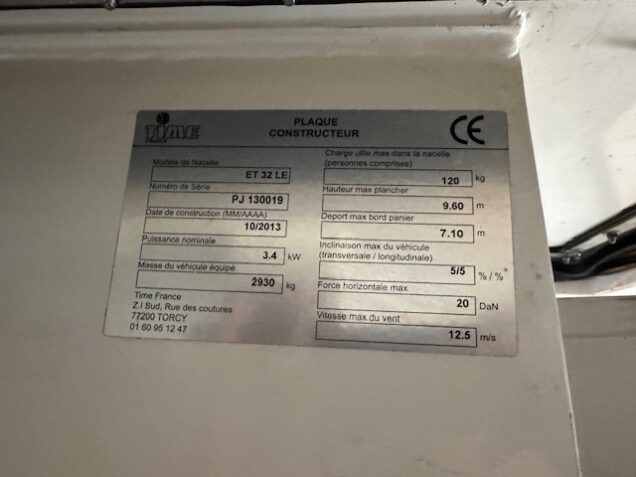 TIME
FRANCE
PLAQUE
CONSTRUCTEUR
CE
Modèle de Nacelle
ET 32 LE
Numéro de Série
PJ 130019
Date de construction (MM/AAAA)
10/2013
Puissance nominale
3.4 kW
Masse du véhicule équipé
2930 kg
Time France
Z.I Sud, Rue des coutures
77200 TORCY
01 60 95 12 47
Charge utile max dans la nacelle
(personnes comprises)
120 kg
Hauteur max plancher
9.60 m
Deport max bord panier
7.10 m
Inclinaison max du véhicule
(transversale / longitudinale)
5/5 % / %*
Force horizontale max
20 DaN
Vitesse max du vent
12.5 m/s